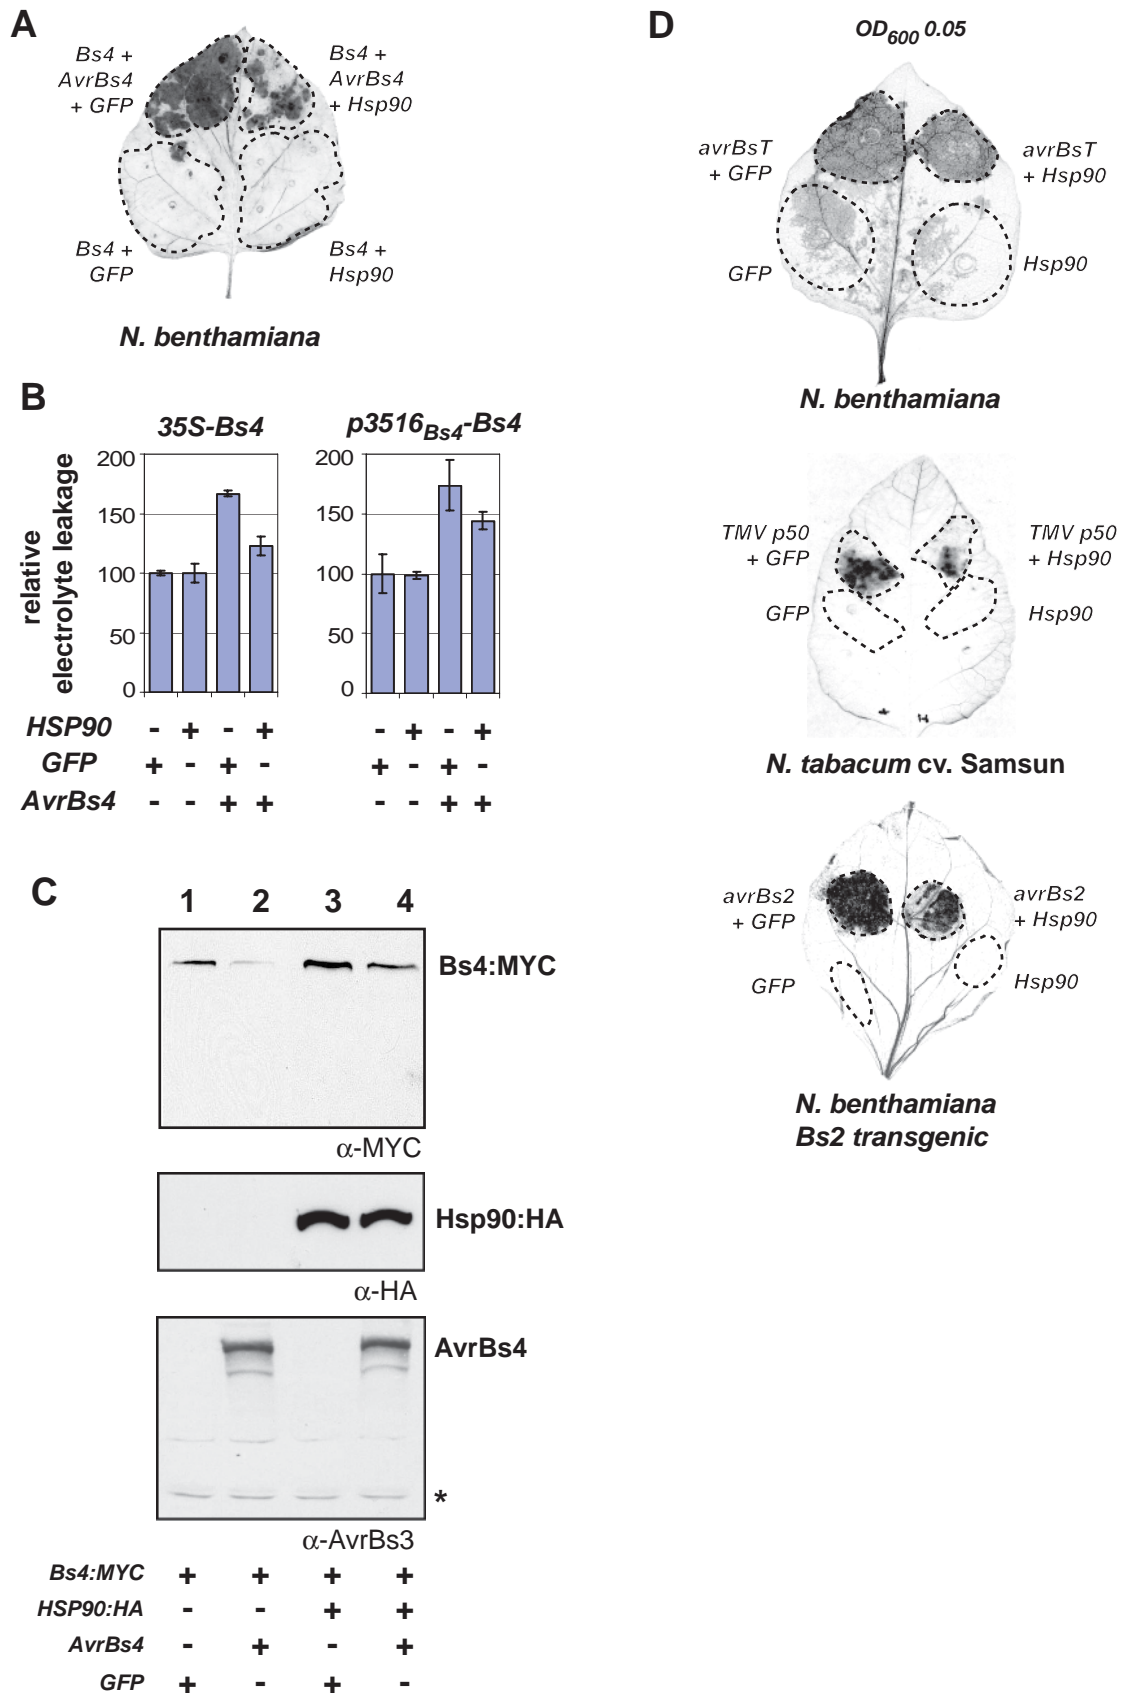 A
Bs4 +
AvrBs4
+ GFP
Bs4 +
AvrBs4
+ Hsp90
Bs4 +
GFP
Bs4 +
Hsp90
N. benthamiana
B
35S-Bs4
p3516Bs4-Bs4
relative
electrolyte leakage
200
150
100
50
0
200
150
100
50
0
HSP90 - + - + - + - +
GFP + - + - + - + -
AvrBs4 - - + + - - + +
C
1 2 3 4
Bs4:MYC
α-MYC
Hsp90:HA
α-HA
AvrBs4
*
α-AvrBs3
Bs4:MYC + + + +
HSP90:HA - - + +
AvrBs4 - + - +
GFP + - + -
D
OD600 0.05
avrBsT
+ GFP
avrBsT
+ Hsp90
GFP
Hsp90
N. benthamiana
TMV p50
+ GFP
TMV p50
+ Hsp90
GFP
Hsp90
N. tabacum cv. Samsun
avrBs2
+ GFP
avrBs2
+ Hsp90
GFP
Hsp90
N. benthamiana
Bs2 transgenic